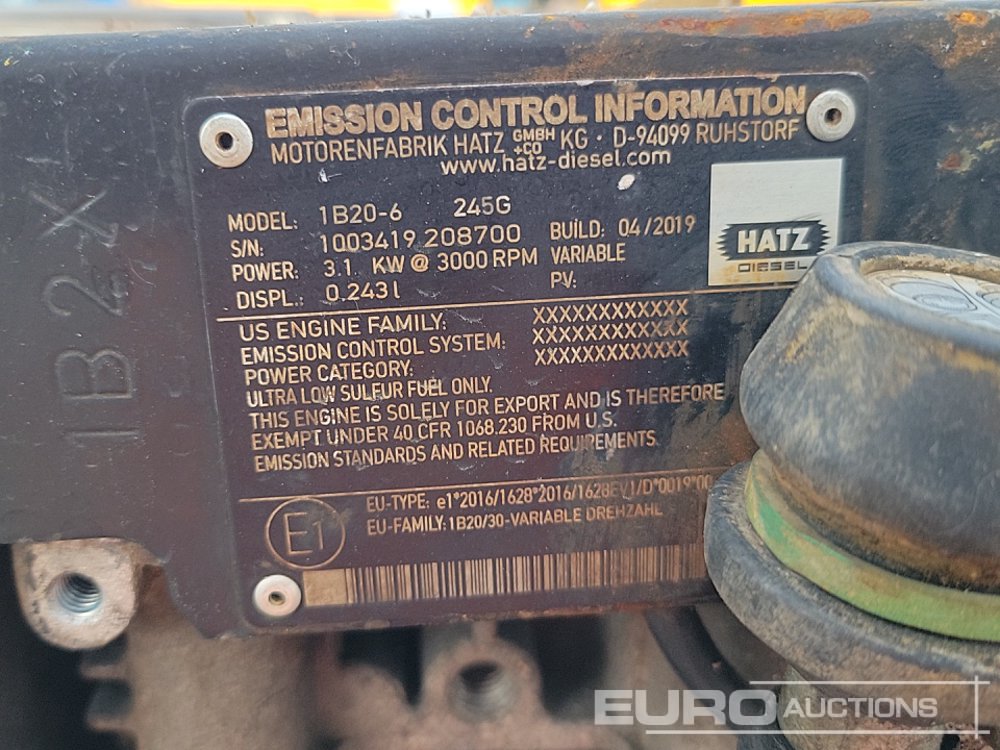 EMISSION CONTROL INFORMATION
MOTORENFABRIK HATZ GMBH +CO KG · D-94099 RUHSTORF
www.hatz-diesel.com
MODEL: 1B20-6 245G
S/N: 1003419 208700 BUILD: 04/2019
POWER: 3.1 KW @ 3000 RPM VARIABLE
DISPL.: 0.243 l PV:
HATZ
DIESEL
US ENGINE FAMILY: XXXXXXXXXXXX
EMISSION CONTROL SYSTEM: XXXXXXXXXXXX
POWER CATEGORY: XXXXXXXXXXXX
ULTRA LOW SULFUR FUEL ONLY.
THIS ENGINE IS SOLELY FOR EXPORT AND IS THEREFORE
EXEMPT UNDER 40 CFR 1068.230 FROM U.S.
EMISSION STANDARDS AND RELATED REQUIREMENTS.
E1
EU-TYPE: e1*2016/1628*2016/1628EV1/D*0019*00
EU-FAMILY: 1B20/30-VARIABLE DREHZAHL
1B2X
EURO AUCTIONS